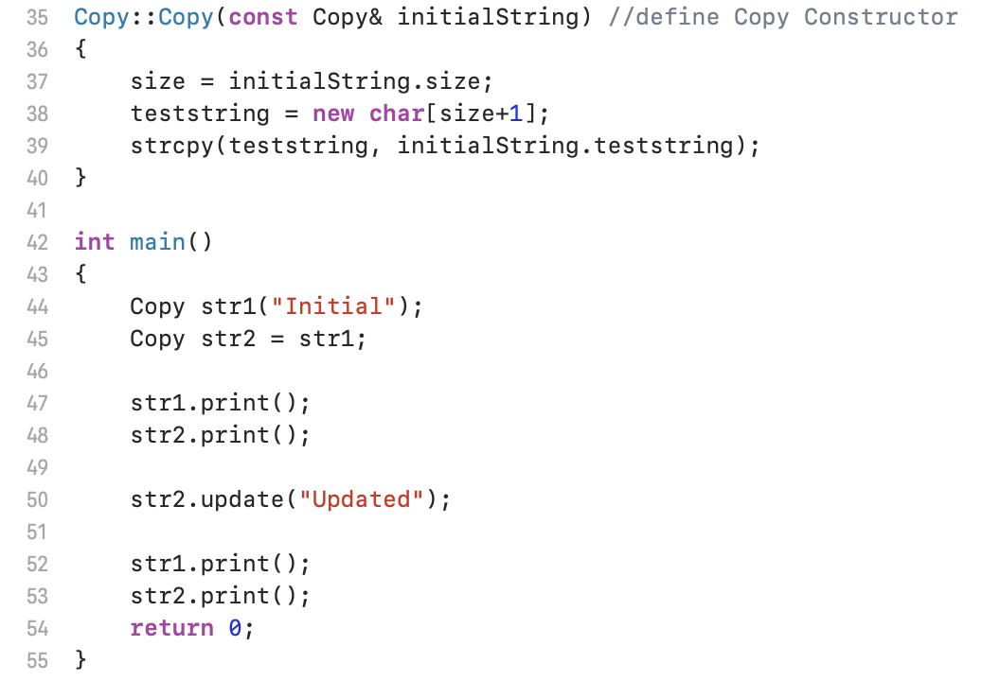 35 Copy::Copy(const Copy& initialString) //define Copy Constructor
36 {
37     size = initialString.size;
38     teststring = new char[size+1];
39     strcpy(teststring, initialString.teststring);
40 }
41
42 int main()
43 {
44     Copy str1("Initial");
45     Copy str2 = str1;
46
47     str1.print();
48     str2.print();
49
50     str2.update("Updated");
51
52     str1.print();
53     str2.print();
54     return 0;
55 }